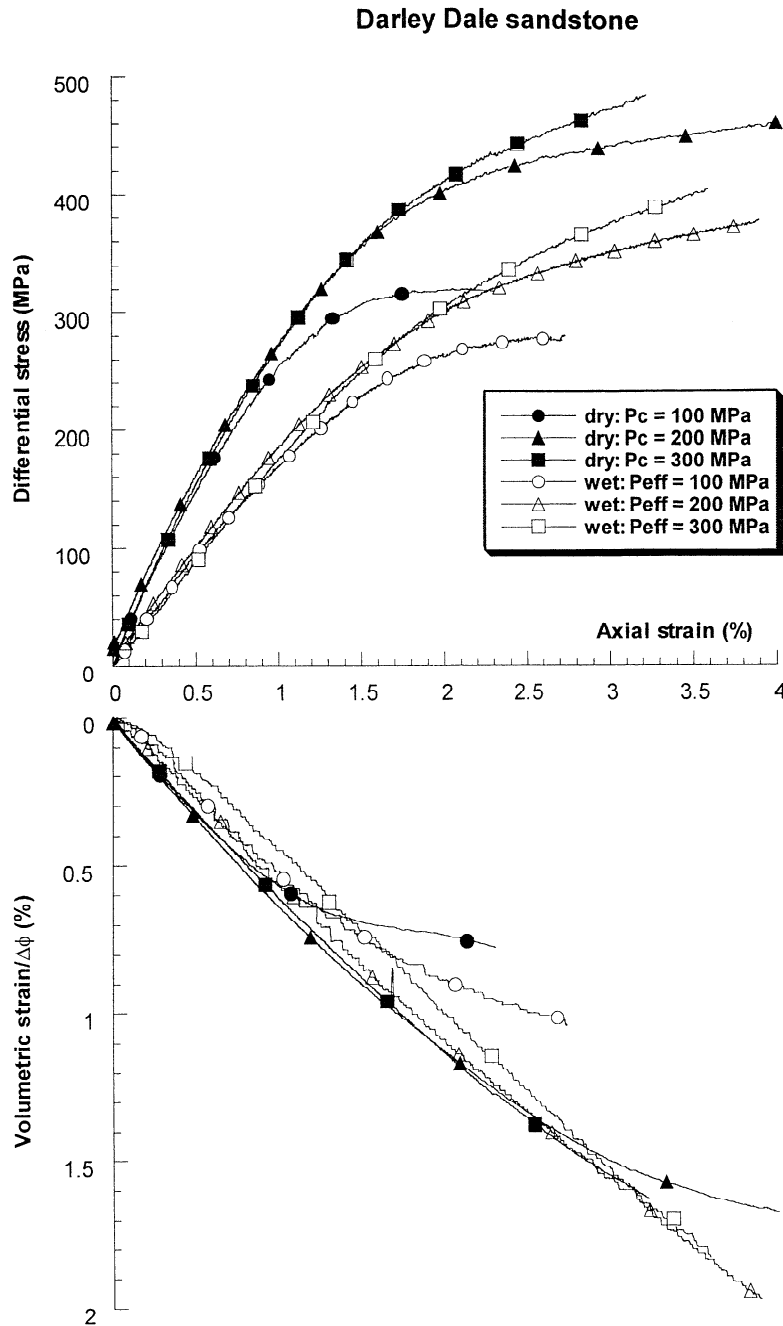 Darley Dale sandstone
Differential stress (MPa)
500
400
300
200
100
0
dry: Pc = 100 MPa
dry: Pc = 200 MPa
dry: Pc = 300 MPa
wet: Peff = 100 MPa
wet: Peff = 200 MPa
wet: Peff = 300 MPa
Axial strain (%)
0 0.5 1 1.5 2 2.5 3 3.5 4
Volumetric strain/Δϕ (%)
0
0.5
1
1.5
2